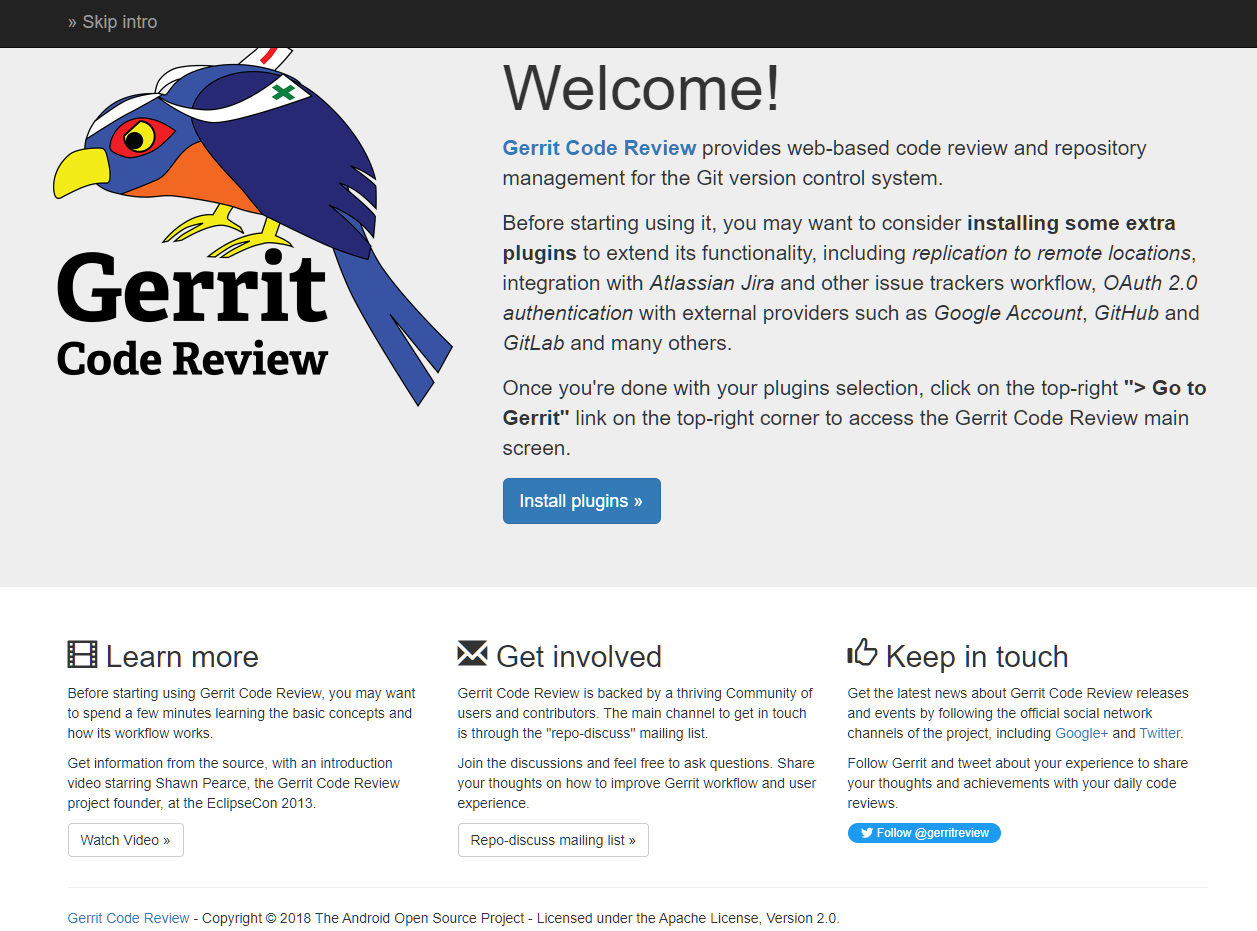 » Skip intro
Gerrit
Code Review
Welcome!
Gerrit Code Review provides web-based code review and repository
management for the Git version control system.
Before starting using it, you may want to consider installing some extra
plugins to extend its functionality, including replication to remote locations,
integration with Atlassian Jira and other issue trackers workflow, OAuth 2.0
authentication with external providers such as Google Account, GitHub and
GitLab and many others.
Once you're done with your plugins selection, click on the top-right "> Go to
Gerrit" link on the top-right corner to access the Gerrit Code Review main
screen.
Install plugins »
Learn more
Before starting using Gerrit Code Review, you may want
to spend a few minutes learning the basic concepts and
how its workflow works.
Get information from the source, with an introduction
video starring Shawn Pearce, the Gerrit Code Review
project founder, at the EclipseCon 2013.
Watch Video »
Get involved
Gerrit Code Review is backed by a thriving Community of
users and contributors. The main channel to get in touch
is through the "repo-discuss" mailing list.
Join the discussions and feel free to ask questions. Share
your thoughts on how to improve Gerrit workflow and user
experience.
Repo-discuss mailing list »
Keep in touch
Get the latest news about Gerrit Code Review releases
and events by following the official social network
channels of the project, including Google+ and Twitter.
Follow Gerrit and tweet about your experience to share
your thoughts and achievements with your daily code
reviews.
Follow @gerritreview
Gerrit Code Review - Copyright © 2018 The Android Open Source Project - Licensed under the Apache License, Version 2.0.